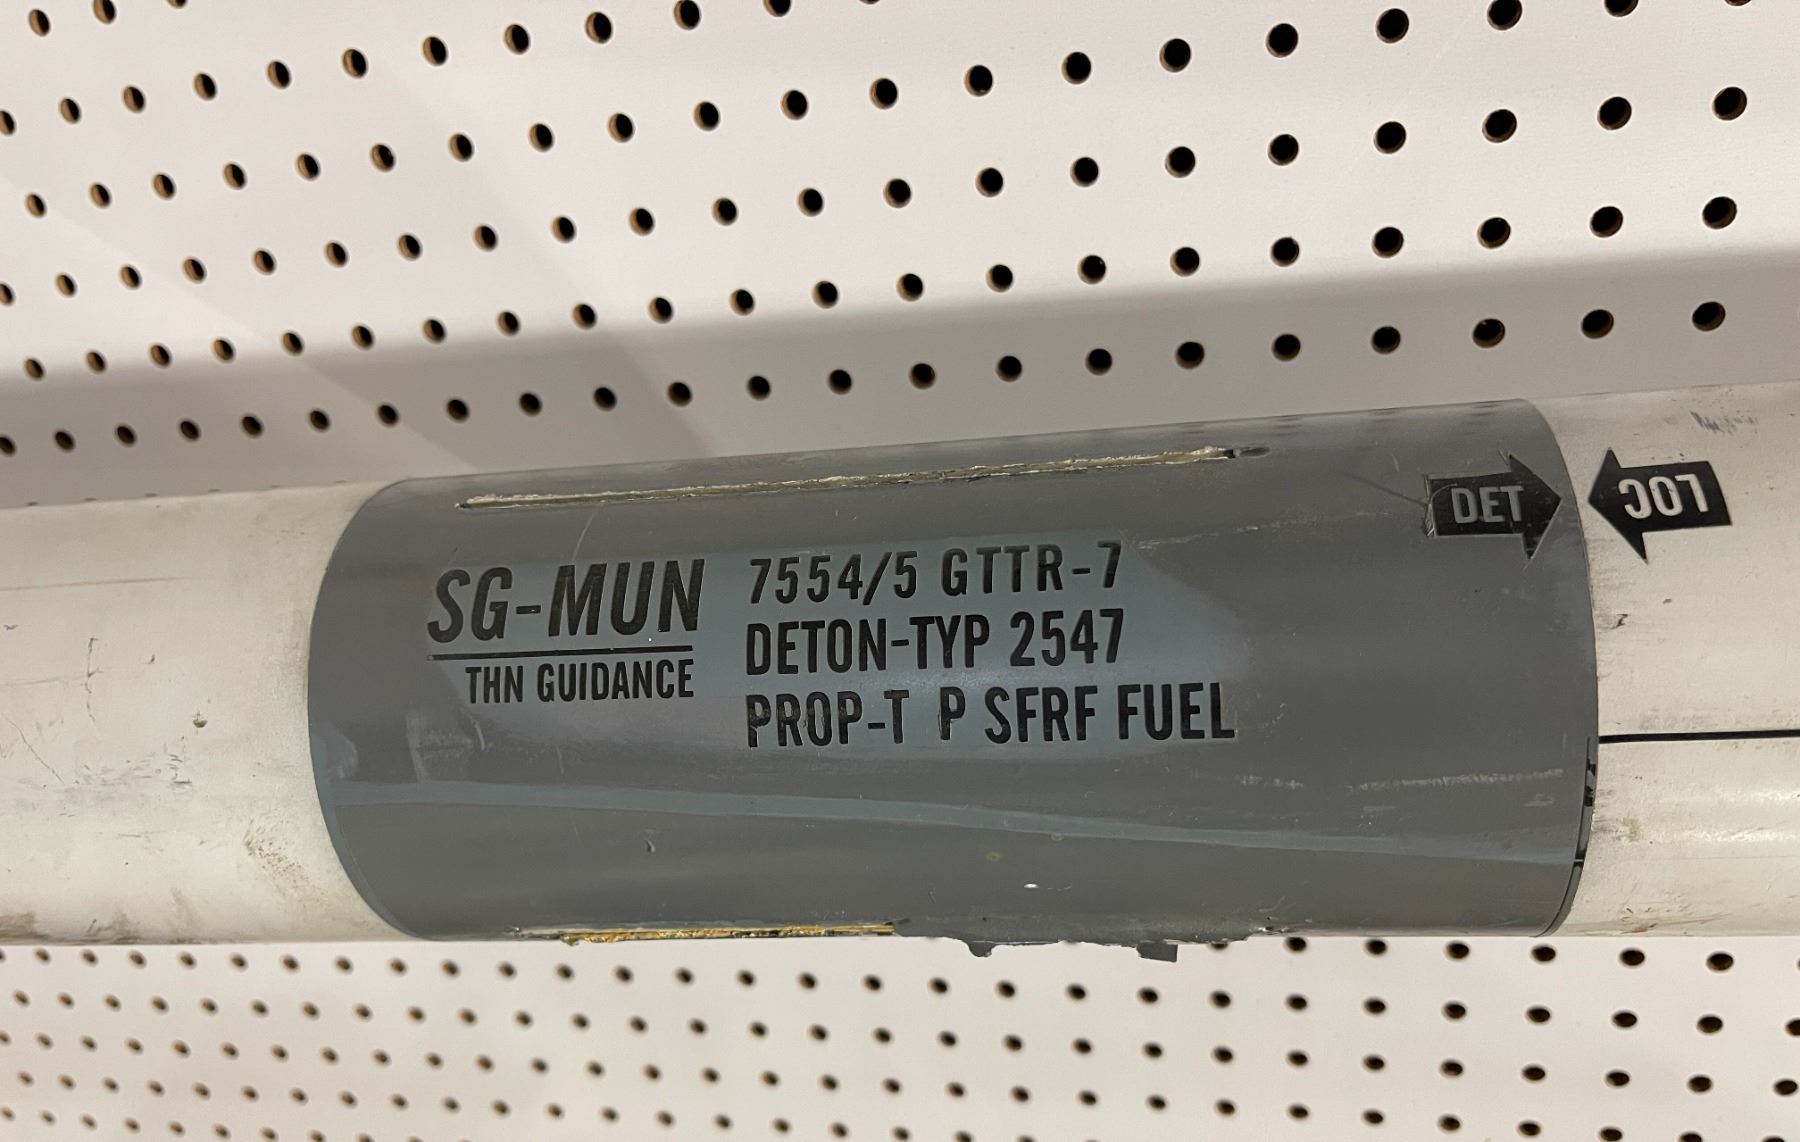 SG-MUN
THN GUIDANCE
7554/5 GTTR-7
DETON-TYP 2547
PROP-T P SFRF FUEL
DET
LOC